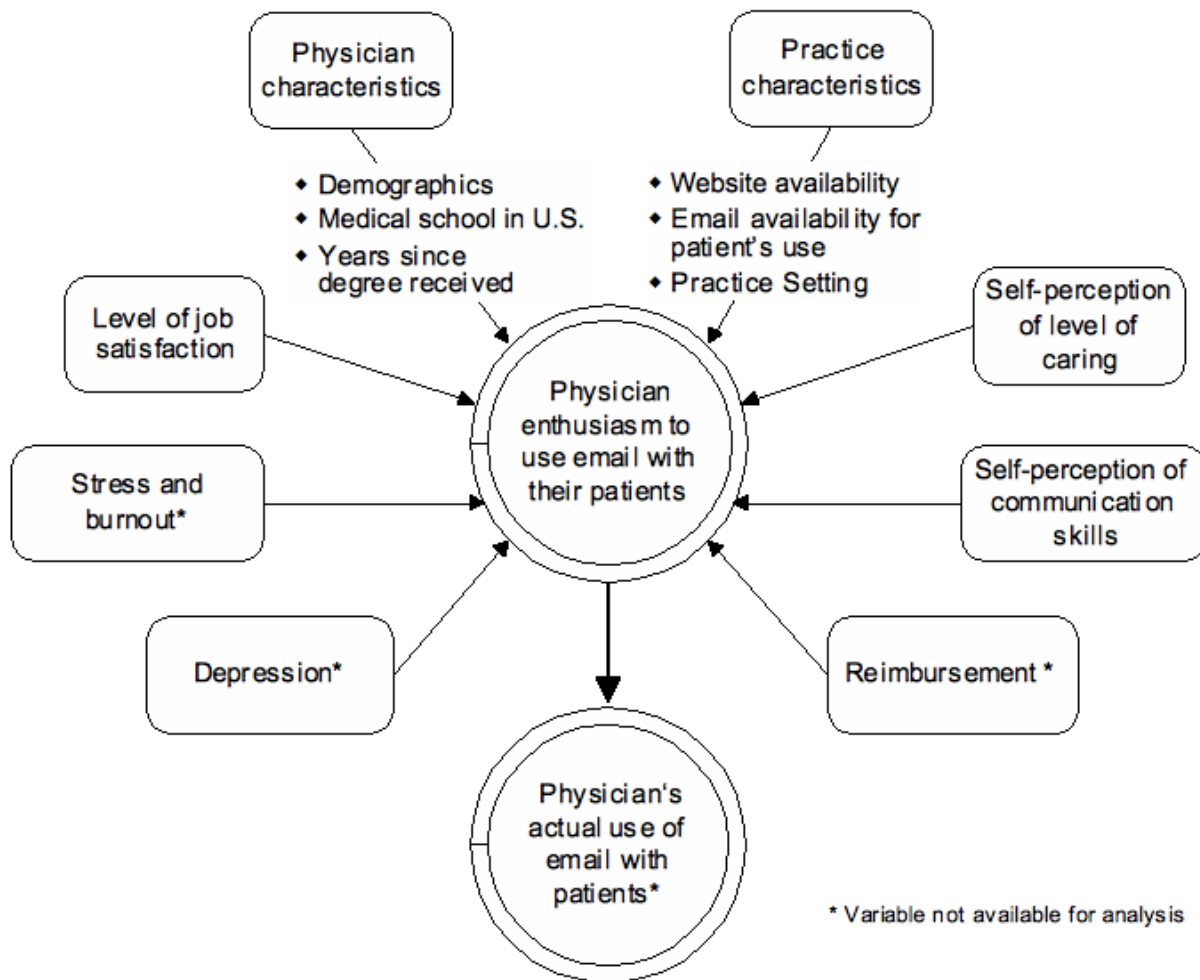 Physician
characteristics
Practice
characteristics
◆ Demographics
◆ Medical school in U.S.
◆ Years since
degree received
◆ Website availability
◆ Email availability for
patient's use
◆ Practice Setting
Level of job
satisfaction
Self-perception
of level of
caring
Physician
enthusiasm to
use email with
their patients
Stress and
burnout*
Self-perception of
communication
skills
Depression*
Reimbursement *
Physician's
actual use of
email with
patients*
* Variable not available for analysis